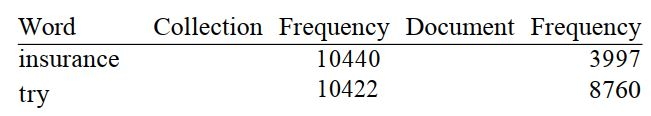 Word Collection Frequency Document Frequency
insurance 10440 3997
try 10422 8760